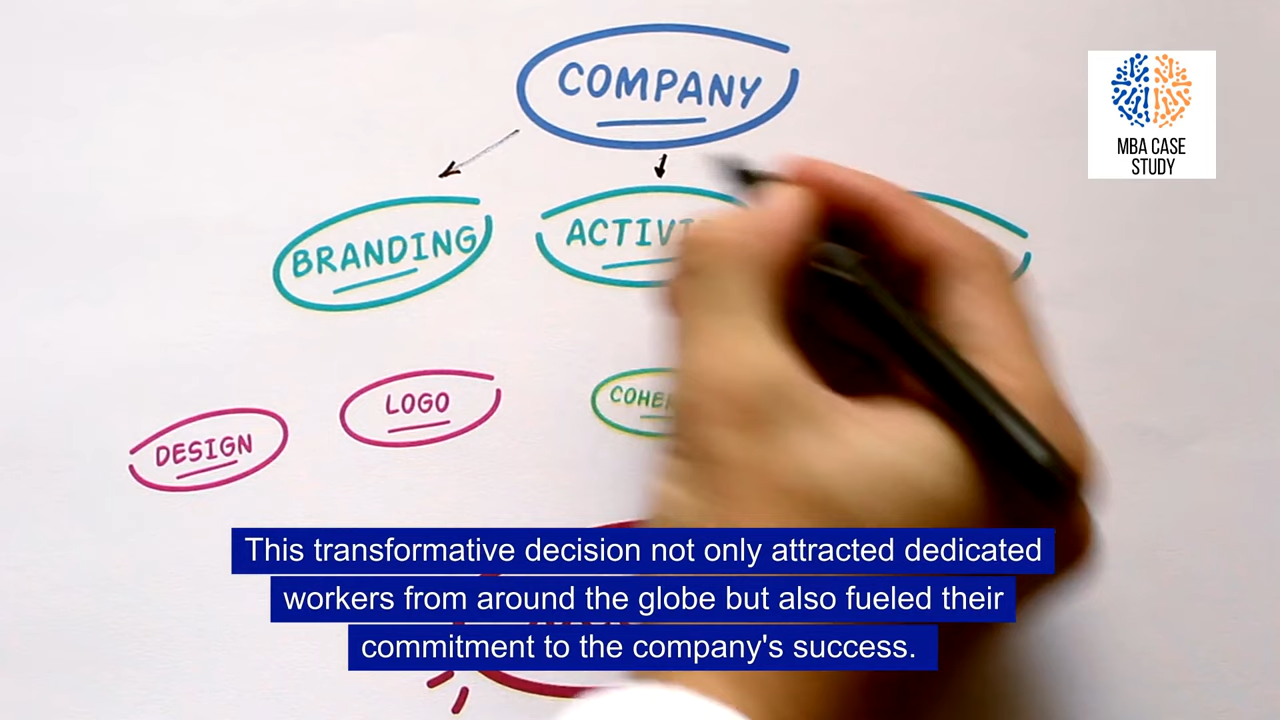 COMPANY
MBA CASE
STUDY
BRANDING
LOGO
DESIGN
This transformative decision not only attracted dedicated
workers from around the globe but also fueled their
commitment to the company's success.